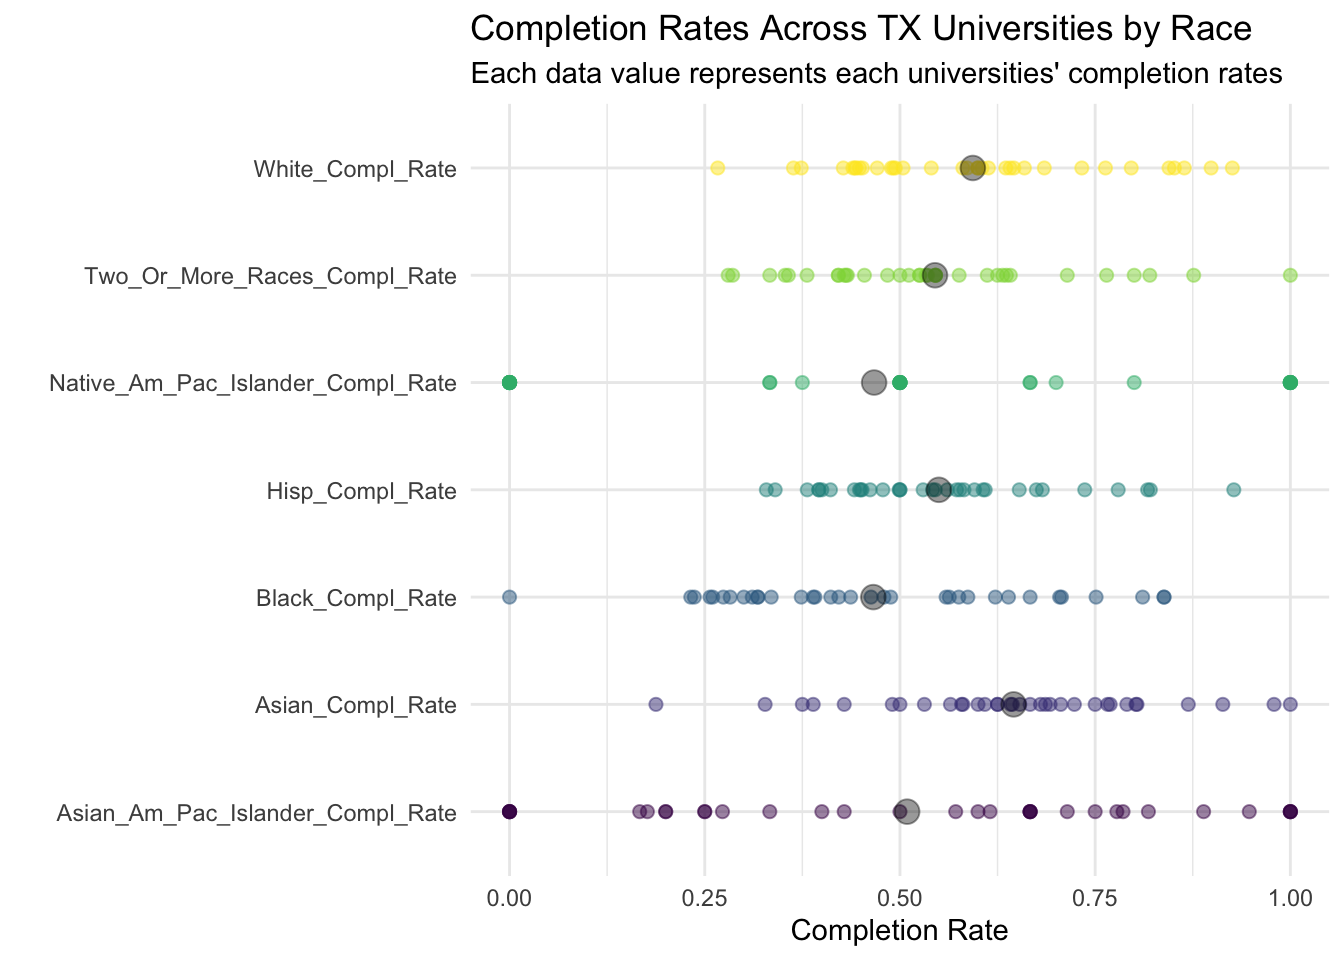 Completion Rates Across TX Universities by Race
Each data value represents each universities' completion rates
White_Compl_Rate
Two_Or_More_Races_Compl_Rate
Native_Am_Pac_Islander_Compl_Rate
Hisp_Compl_Rate
Black_Compl_Rate
Asian_Compl_Rate
Asian_Am_Pac_Islander_Compl_Rate
0.00 0.25 0.50 0.75 1.00
Completion Rate